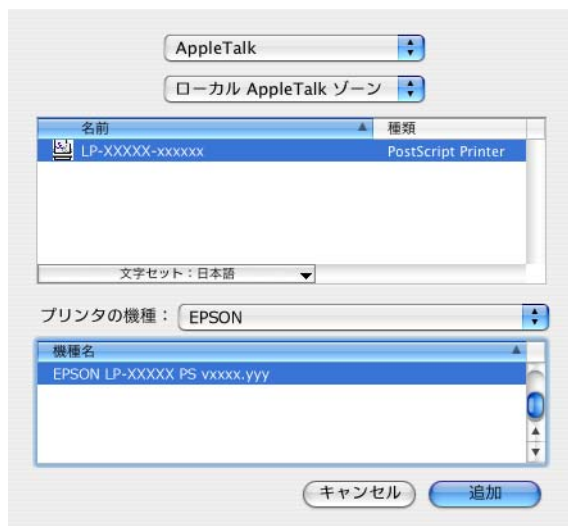 AppleTalk
ローカル AppleTalk ゾーン
名前 種類
LP-XXXXX-xxxxxx PostScript Printer
文字セット：日本語
プリンタの機種： EPSON
機種名
EPSON LP-XXXXX PS vxxxx.yyy
キャンセル 追加